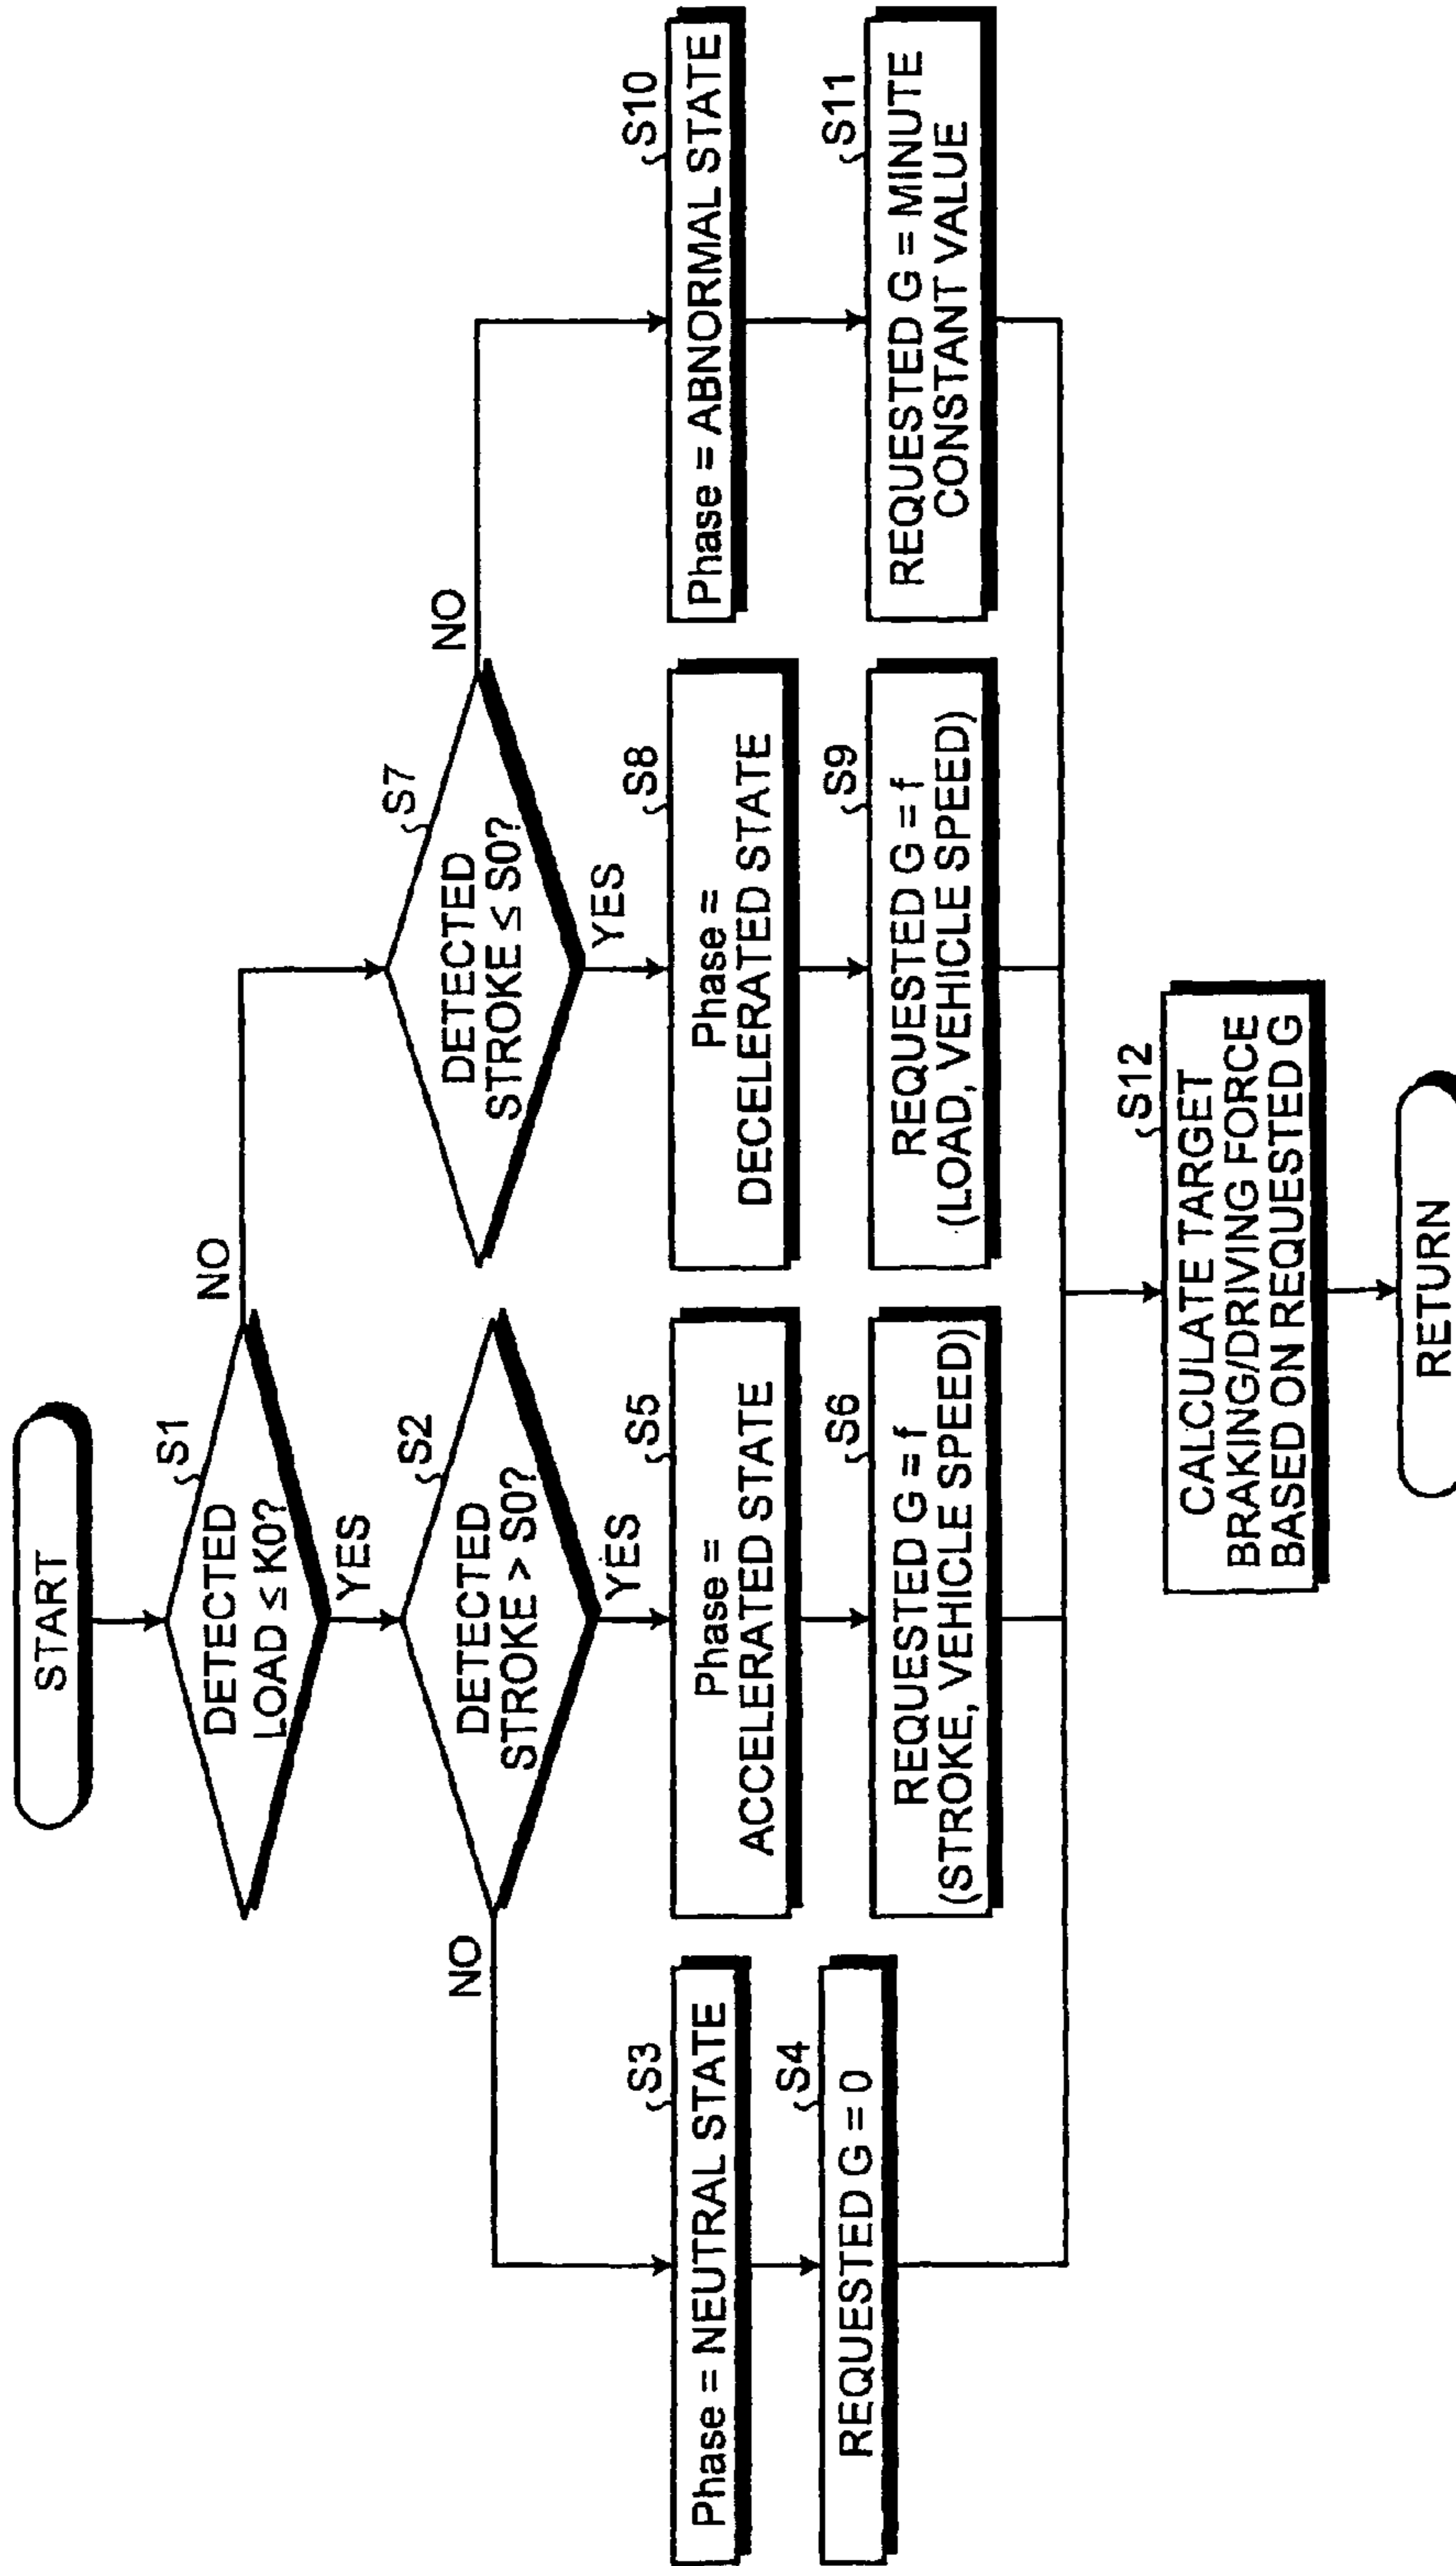 START
S1
DETECTED
LOAD ≤ K0?
NO
YES
S2
DETECTED
STROKE > S0?
NO
YES
S7
DETECTED
STROKE ≤ S0?
NO
YES
S3
Phase = NEUTRAL STATE
S4
REQUESTED G = 0
S5
Phase =
ACCELERATED STATE
S6
REQUESTED G = f
(STROKE, VEHICLE SPEED)
S8
Phase =
DECELERATED STATE
S9
REQUESTED G = f
(LOAD, VEHICLE SPEED)
S10
Phase = ABNORMAL STATE
S11
REQUESTED G = MINUTE
CONSTANT VALUE
S12
CALCULATE TARGET
BRAKING/DRIVING FORCE
BASED ON REQUESTED G
RETURN